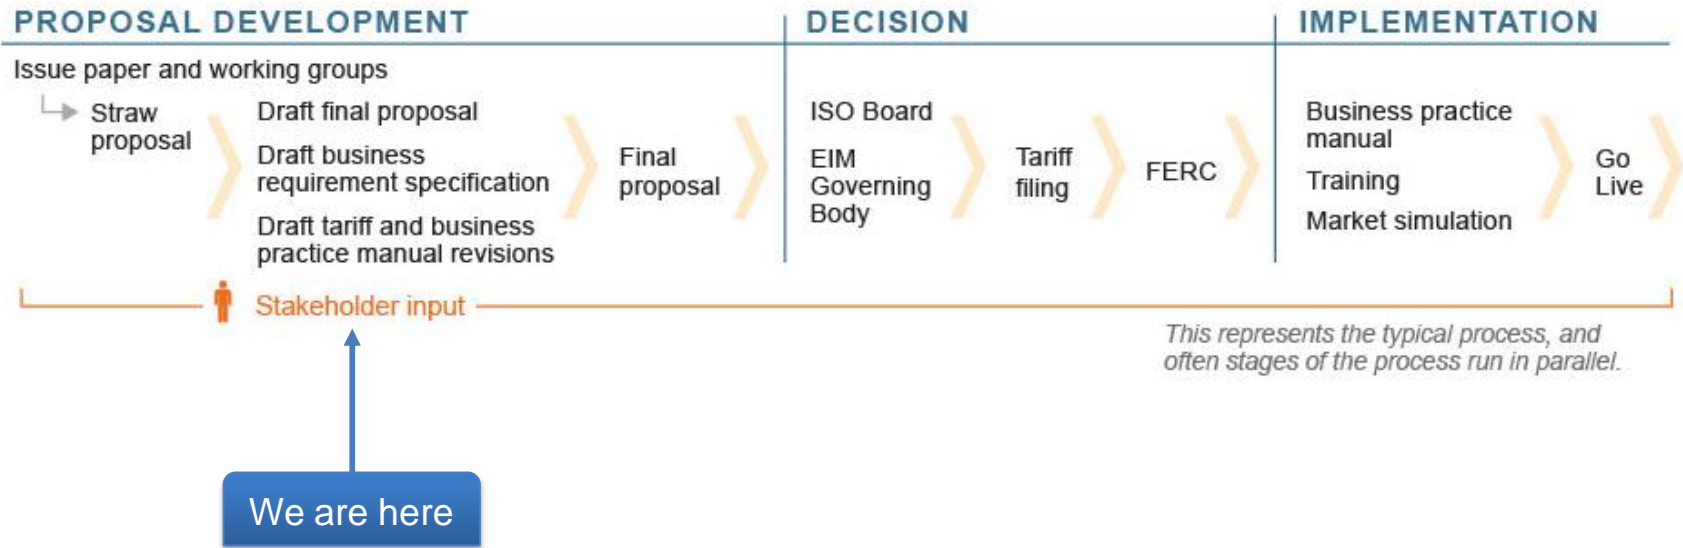 PROPOSAL DEVELOPMENT
Issue paper and working groups
Straw
proposal
Draft final proposal
Draft business
requirement specification
Draft tariff and business
practice manual revisions
Final
proposal
DECISION
ISO Board
EIM
Governing
Body
Tariff
filing
FERC
IMPLEMENTATION
Business practice
manual
Training
Market simulation
Go
Live
Stakeholder input
This represents the typical process, and
often stages of the process run in parallel.
We are here